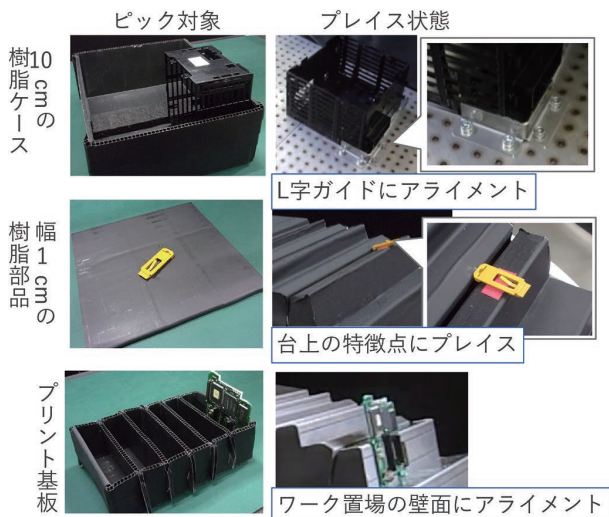 ピック対象
プレイス状態
10cmの
樹脂ケース
L字ガイドにアライメント
幅1cmの
樹脂部品
台上の特徴点にプレイス
プリント基板
ワーク置場の壁面にアライメント